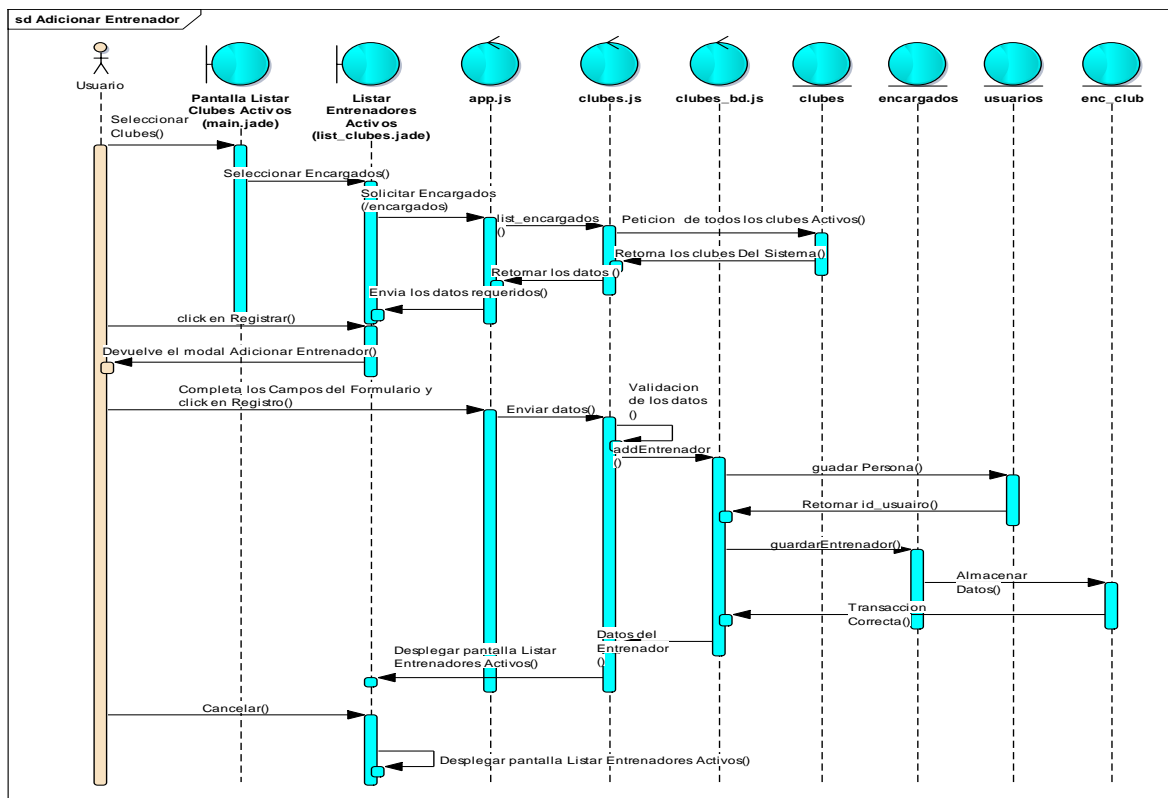 sd Adicionar Entrenador
Usuario
Pantalla Listar
Clubes Activos
(main.jade)
Listar
Entrenadores
Activos
(list_clubes.jade)
app.js
clubes.js
clubes_bd.js
clubes
encargados
usuarios
enc_club
Seleccionar
Clubes()
Seleccionar Encargados()
Solicitar Encargados
(/encargados)
list_encargados
()
Peticion de todos los clubes Activos()
Retorna los clubes Del Sistema()
Retornar los datos ()
Envia los datos requeridos()
click en Registrar()
Devuelve el modal Adicionar Entrenador()
Completa los Campos del Formulario y
click en Registro()
Enviar datos()
Validacion
de los datos
()
addEntrenador
()
guadar Persona()
Retornar id_usuairo()
guardarEntrenador()
Almacenar
Datos()
Transaccion
Correcta()
Datos del
Entrenador
()
Desplegar pantalla Listar
Entrenadores Activos()
Cancelar()
Desplegar pantalla Listar Entrenadores Activos()